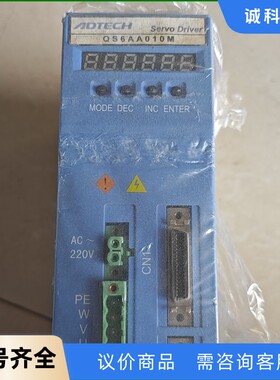 诚科
ADTECH Servo Driver
QS6AA010M
MODE DEC INC ENTER
AC~
220V
CN1
PE
W
V
U
号齐全 议价商品 需咨询客